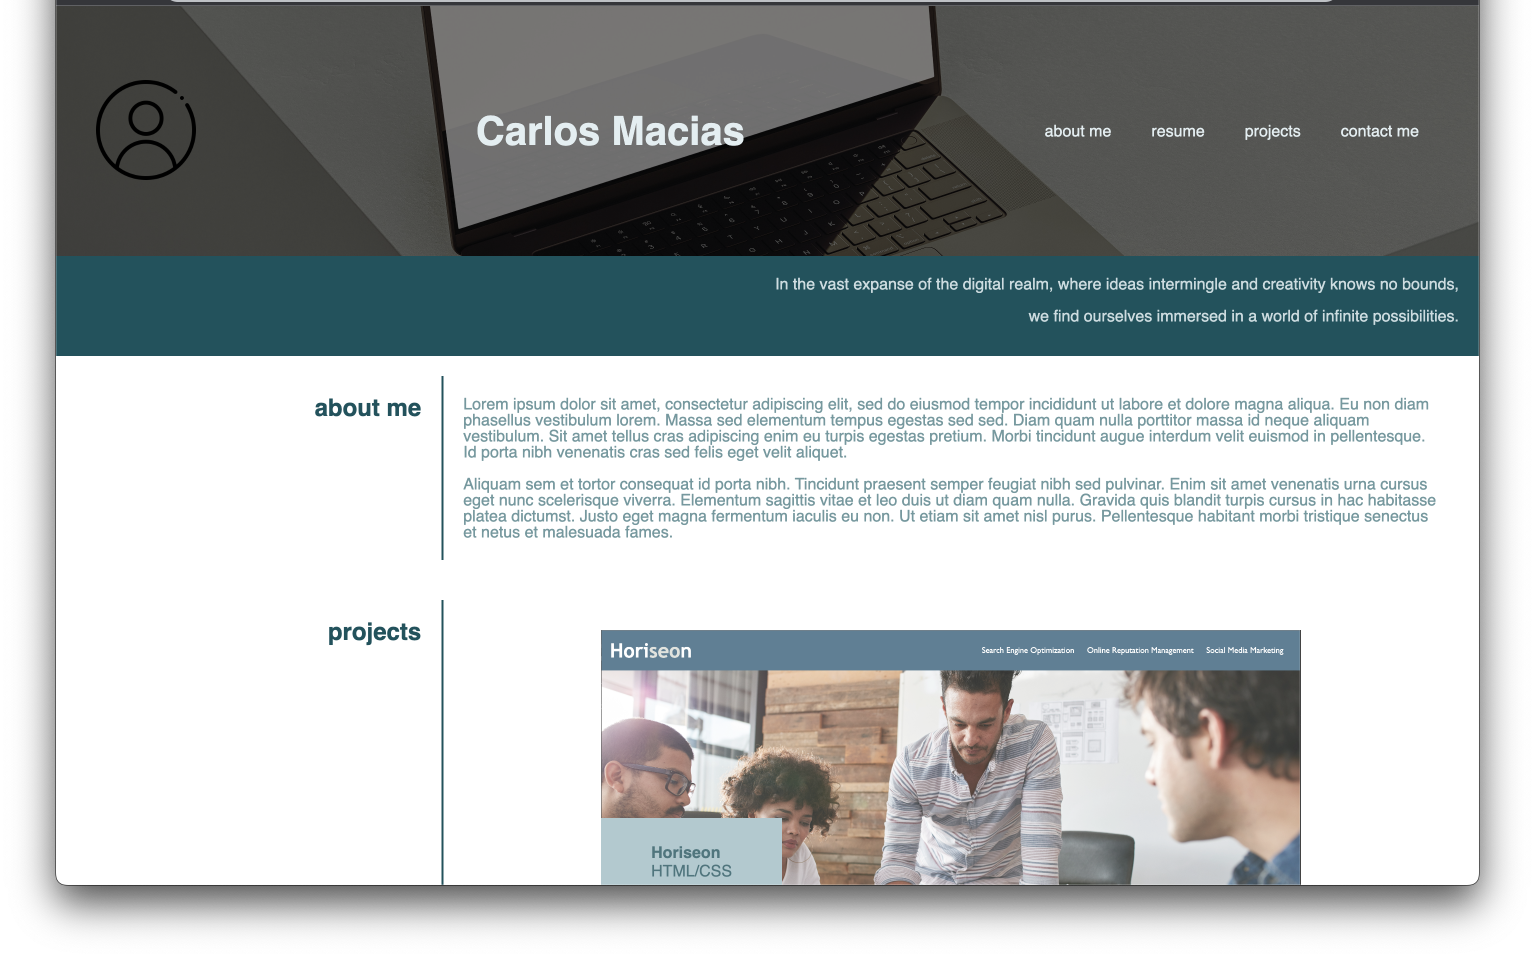 Carlos Macias
about me
resume
projects
contact me
In the vast expanse of the digital realm, where ideas intermingle and creativity knows no bounds,
we find ourselves immersed in a world of infinite possibilities.
about me
Lorem ipsum dolor sit amet, consectetur adipiscing elit, sed do eiusmod tempor incididunt ut labore et dolore magna aliqua. Eu non diam
phasellus vestibulum lorem. Massa sed elementum tempus egestas sed sed. Diam quam nulla porttitor massa id neque aliquam
vestibulum. Sit amet tellus cras adipiscing enim eu turpis egestas pretium. Morbi tincidunt augue interdum velit euismod in pellentesque.
Id porta nibh venenatis cras sed felis eget velit aliquet.
Aliquam sem et tortor consequat id porta nibh. Tincidunt praesent semper feugiat nibh sed pulvinar. Enim sit amet venenatis urna cursus
eget nunc scelerisque viverra. Elementum sagittis vitae et leo duis ut diam quam nulla. Gravida quis blandit turpis cursus in hac habitasse
platea dictumst. Justo eget magna fermentum iaculis eu non. Ut etiam sit amet nisl purus. Pellentesque habitant morbi tristique senectus
et netus et malesuada fames.
projects
Horiseon
Search Engine Optimization
Online Reputation Management
Social Media Marketing
Horiseon
HTML/CSS